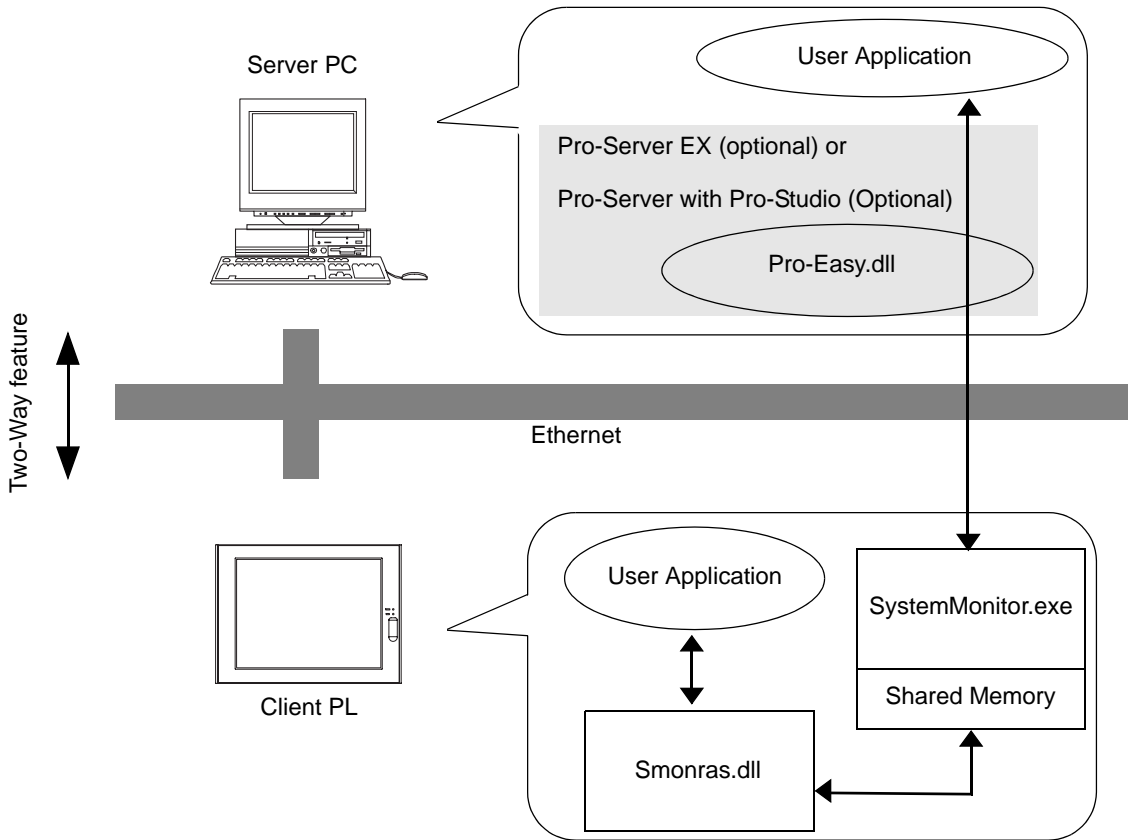 Server PC
User Application
Pro-Server EX (optional) or
Pro-Server with Pro-Studio (Optional)
Pro-Easy.dll
Two-Way feature
Ethernet
User Application
SystemMonitor.exe
Shared Memory
Client PL
Smonras.dll